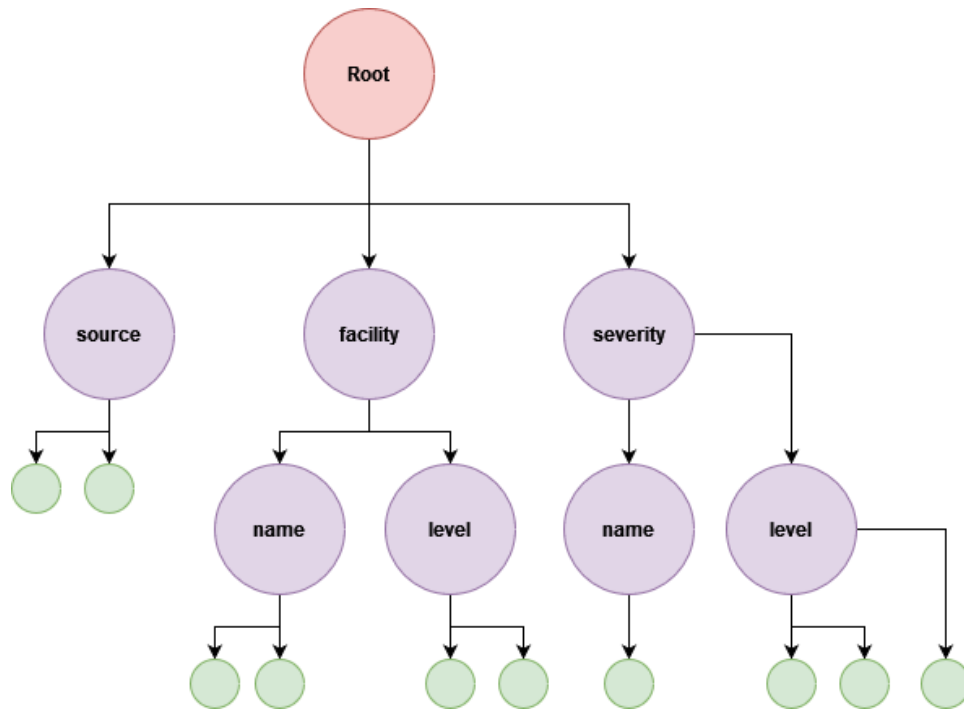 Root
source
facility
severity
name
level
name
level